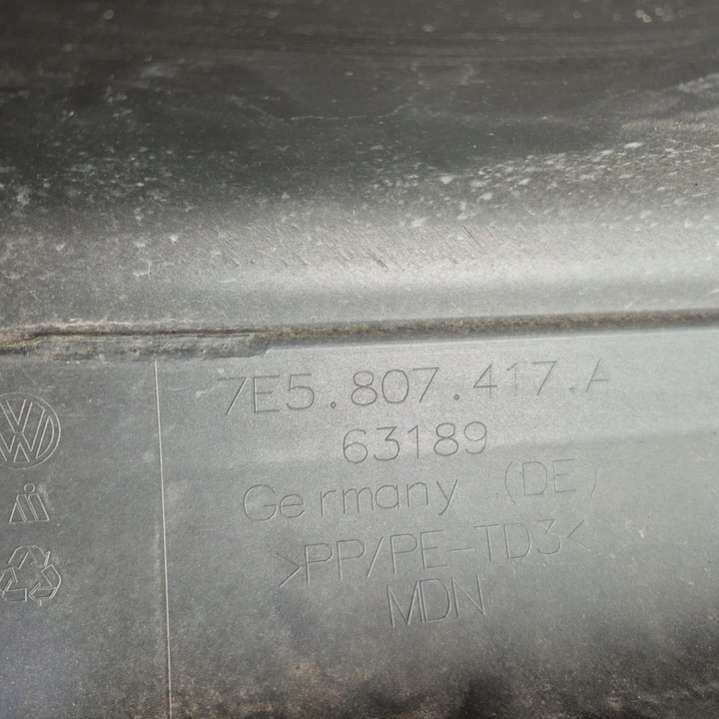 7E5.807.417.A
63189
Germany (DE)
>PP/PE-TD3<
MDN